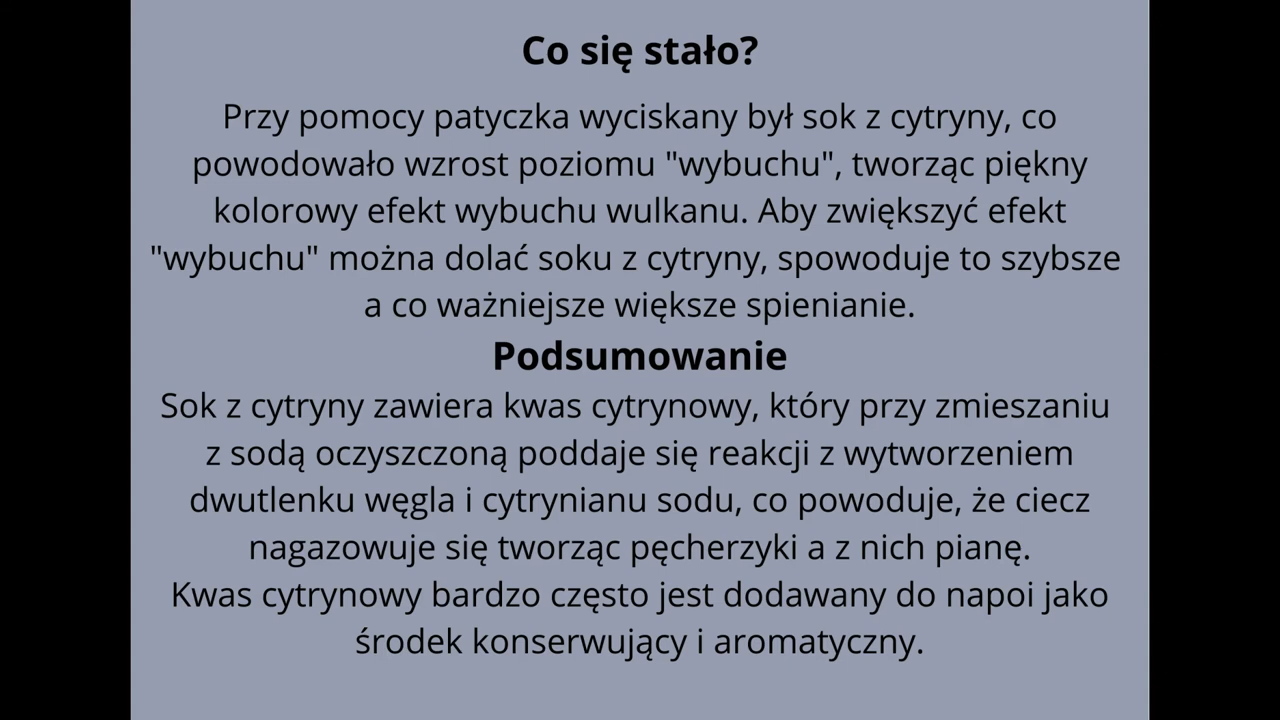 Co się stało?
Przy pomocy patyczka wyciskany był sok z cytryny, co
powodowało wzrost poziomu "wybuchu", tworząc piękny
kolorowy efekt wybuchu wulkanu. Aby zwiększyć efekt
"wybuchu" można dolać soku z cytryny, spowoduje to szybsze
a co ważniejsze większe spienianie.
Podsumowanie
Sok z cytryny zawiera kwas cytrynowy, który przy zmieszaniu
z sodą oczyszczoną poddaje się reakcji z wytworzeniem
dwutlenku węgla i cytrynianu sodu, co powoduje, że ciecz
nagazowuje się tworząc pęcherzyki a z nich pianę.
Kwas cytrynowy bardzo często jest dodawany do napoi jako
środek konserwujący i aromatyczny.